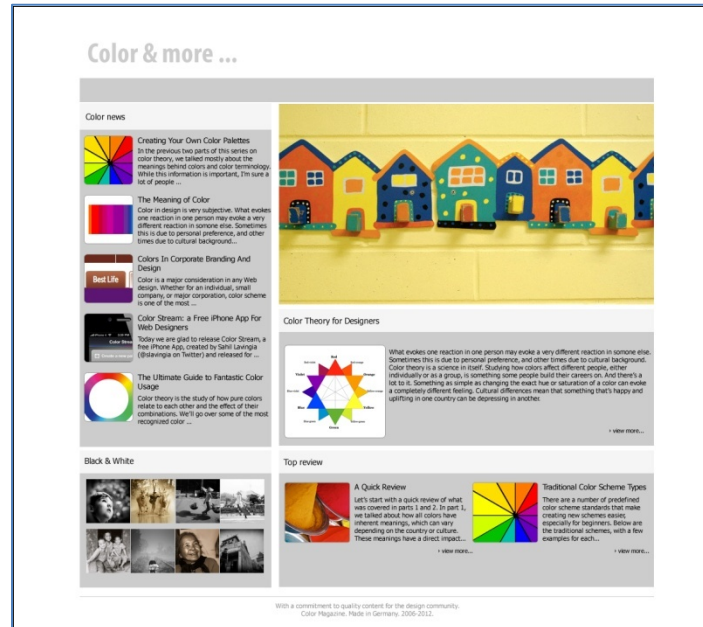 Color & more ...
Color news
Creating Your Own Color Palettes
In the previous two parts of this series on
color theory, we talked mostly about the
meanings behind colors and color terminology.
While this information is important, I'm sure a
lot of people ...
The Meaning of Color
Color in design is very subjective. What evokes
one reaction in one person may evoke a very
different reaction in someone else. Sometimes
this is due to personal preference, and other
times due to cultural background...
Best Life
Colors In Corporate Branding And
Design
Color is a major consideration in any Web
design. Whether for an individual, small
company, or major corporation, color scheme
is one of the most ...
Color Stream: a Free iPhone App For
Web Designers
Today we are glad to release Color Stream, a
free iPhone App, created by Sahil Lavingia
(@slavingia on Twitter) and released for ...
The Ultimate Guide to Fantastic Color
Usage
Color theory is the study of how pure colors
relate to each other and the effect of their
combinations. We'll go over some of the most
recognized color ...
Color Theory for Designers
What evokes one reaction in one person may evoke a very different reaction in somone else.
Sometimes this is due to personal preference, and other times due to cultural background.
Color theory is a science in itself. Studying how colors affect different people, either
individually or as a group, is something some people build their careers on. And there's a
lot to it. Something as simple as changing the exact hue or saturation of a color can evoke
a completely different feeling. Cultural differences mean that something that's happy and
uplifting in one country can be depressing in another.
› view more...
Black & White
Top review
A Quick Review
Let's start with a quick review of what
was covered in parts 1 and 2. In part 1,
we talked about how all colors have
inherent meanings, which can vary
depending on the country or culture.
These meanings have a direct impact...
› view more...
Traditional Color Scheme Types
There are a number of predefined
color scheme standards that make
creating new schemes easier,
especially for beginners. Below are
the traditional schemes, with a few
examples for each...
› view more...
With a commitment to quality content for the design community.
Color Magazine. Made in Germany. 2006-2012.